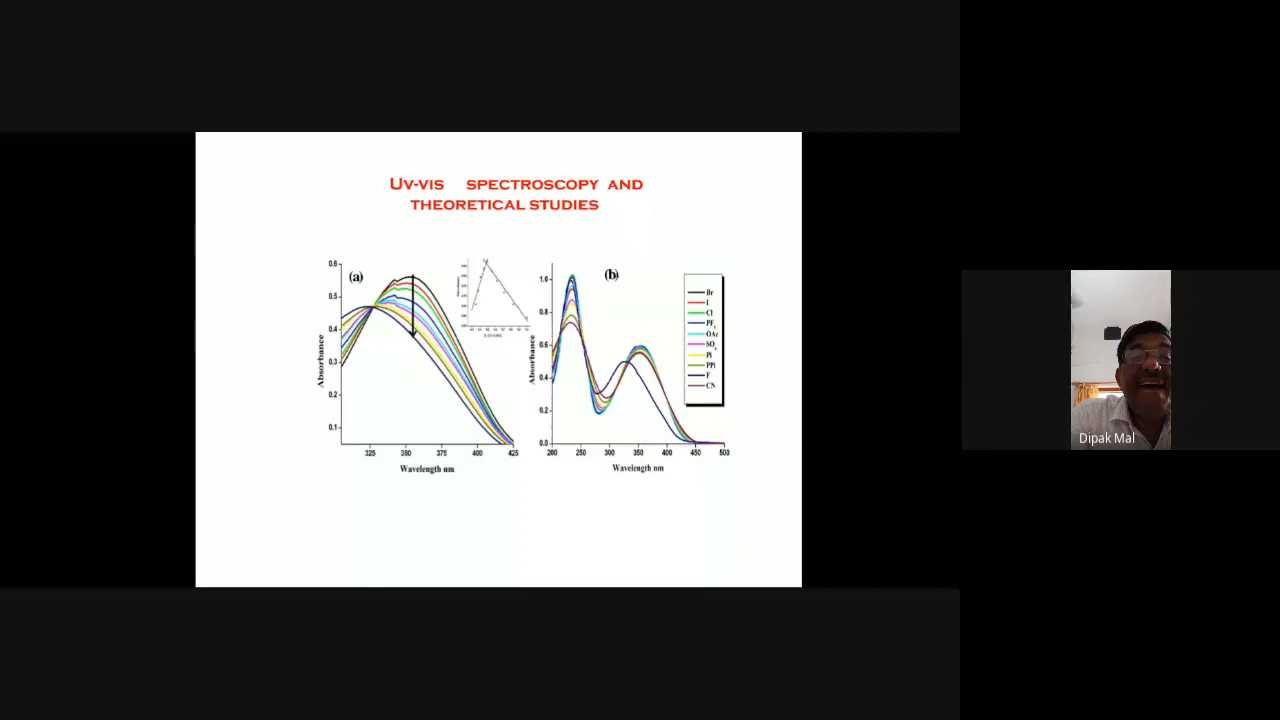 UV-VIS SPECTROSCOPY AND
THEORETICAL STUDIES
(a)
0.6
0.5
0.4
0.3
0.2
0.1
Absorbance
325 350 375 400 425
Wavelength nm
(b)
1.0
0.8
0.6
0.4
0.2
0.0
Absorbance
200 250 300 350 400 450 500
Wavelength nm
Br
I
Cl
PF6
OAc
SO4
Pi
PPi
F
CN
Dipak Mal